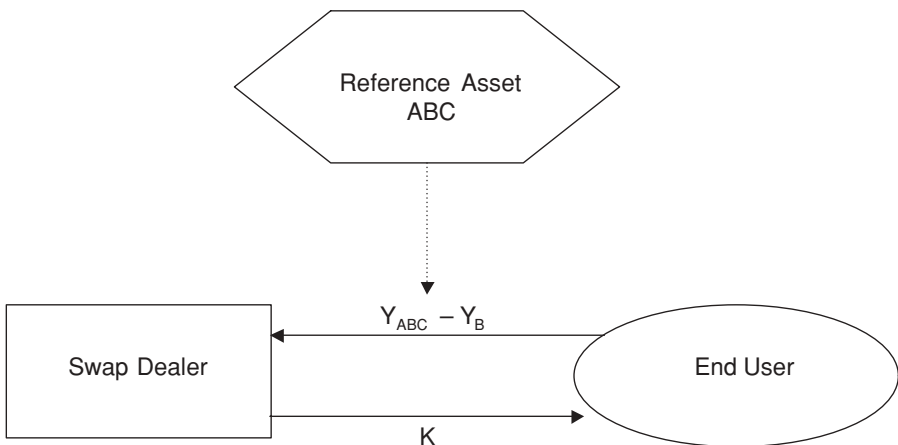 Reference Asset
ABC
Y_ABC – Y_B
Swap Dealer
End User
K